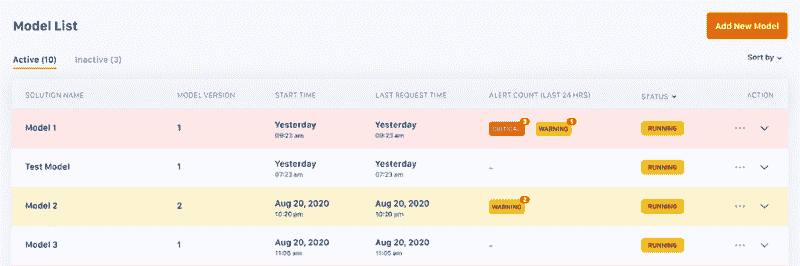 Model List
Add New Model
Active (10)
Inactive (3)
Sort by
SOLUTION NAME
MODEL VERSION
START TIME
LAST REQUEST TIME
ALERT COUNT (LAST 24 HRS)
STATUS
ACTION
Model 1
1
Yesterday
09:23 am
Yesterday
09:23 am
CRITICAL
3
WARNING
RUNNING
Test Model
1
Yesterday
07:23 am
Yesterday
07:23 am
-
RUNNING
Model 2
2
Aug 20, 2020
10:20 pm
Aug 20, 2020
10:20 pm
WARNING
2
RUNNING
Model 3
1
Aug 20, 2020
11:05 am
Aug 20, 2020
11:05 am
-
RUNNING